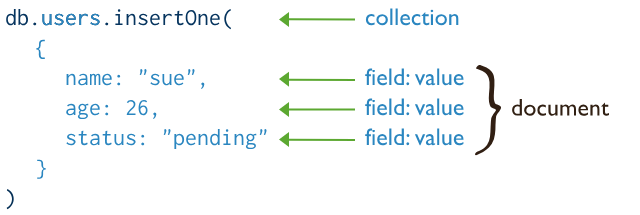 db.users.insertOne( collection
{
name: "sue", field: value
age: 26, field: value document
status: "pending" field: value
}
)